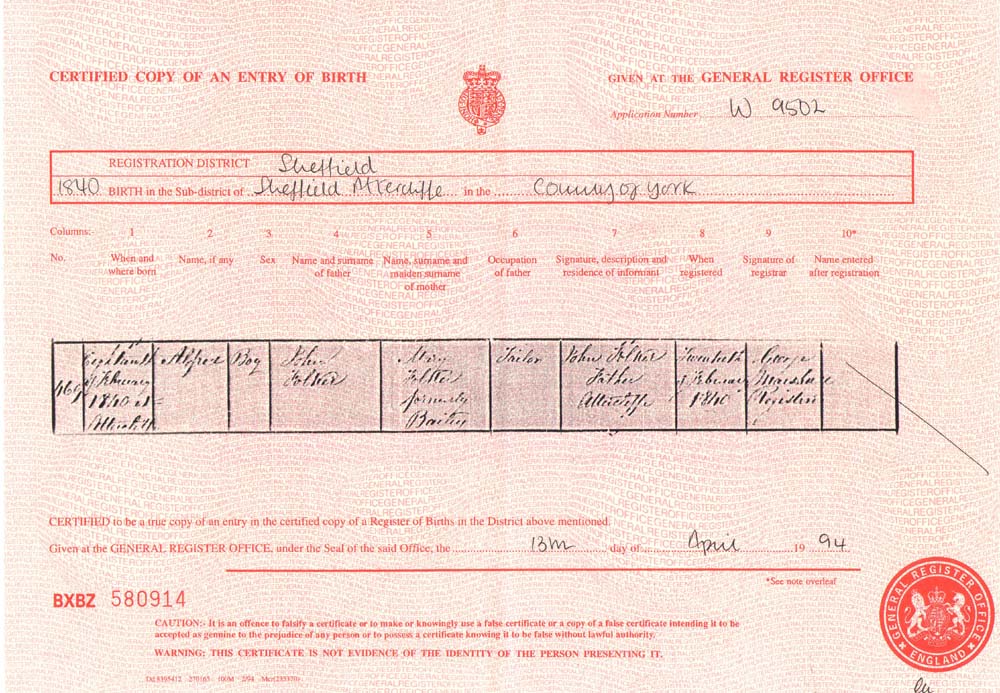 CERTIFIED COPY OF AN ENTRY OF BIRTH
GIVEN AT THE GENERAL REGISTER OFFICE
Application Number W 9502
REGISTRATION DISTRICT Sheffield
1840 BIRTH in the Sub-district of Sheffield Attercliffe in the County of York
Columns:- 1 2 3 4 5 6 7 8 9 10*
No. When and where born Name, if any Sex Name and surname of father Name, surname and maiden surname of mother Occupation of father Signature, description and residence of informant When registered Signature of registrar Name entered after registration
469 February 1840 at Attercliffe Alfred Boy John Mary formerly Tailor John Father Attercliffe Twentieth of February 1840 George Registrar
CERTIFIED to be a true copy of an entry in the certified copy of a Register of Births in the District above mentioned.
Given at the GENERAL REGISTER OFFICE, under the Seal of the said Office, the 13th day of April 1994
*See note overleaf
BXBZ 580914
CAUTION:- It is an offence to falsify a certificate or to make or knowingly use a false certificate or a copy of a false certificate intending it to be
accepted as genuine to the prejudice of any person or to possess a certificate knowing it to be false without lawful authority.
WARNING: THIS CERTIFICATE IS NOT EVIDENCE OF THE IDENTITY OF THE PERSON PRESENTING IT.
GENERAL REGISTER OFFICE
ENGLAND